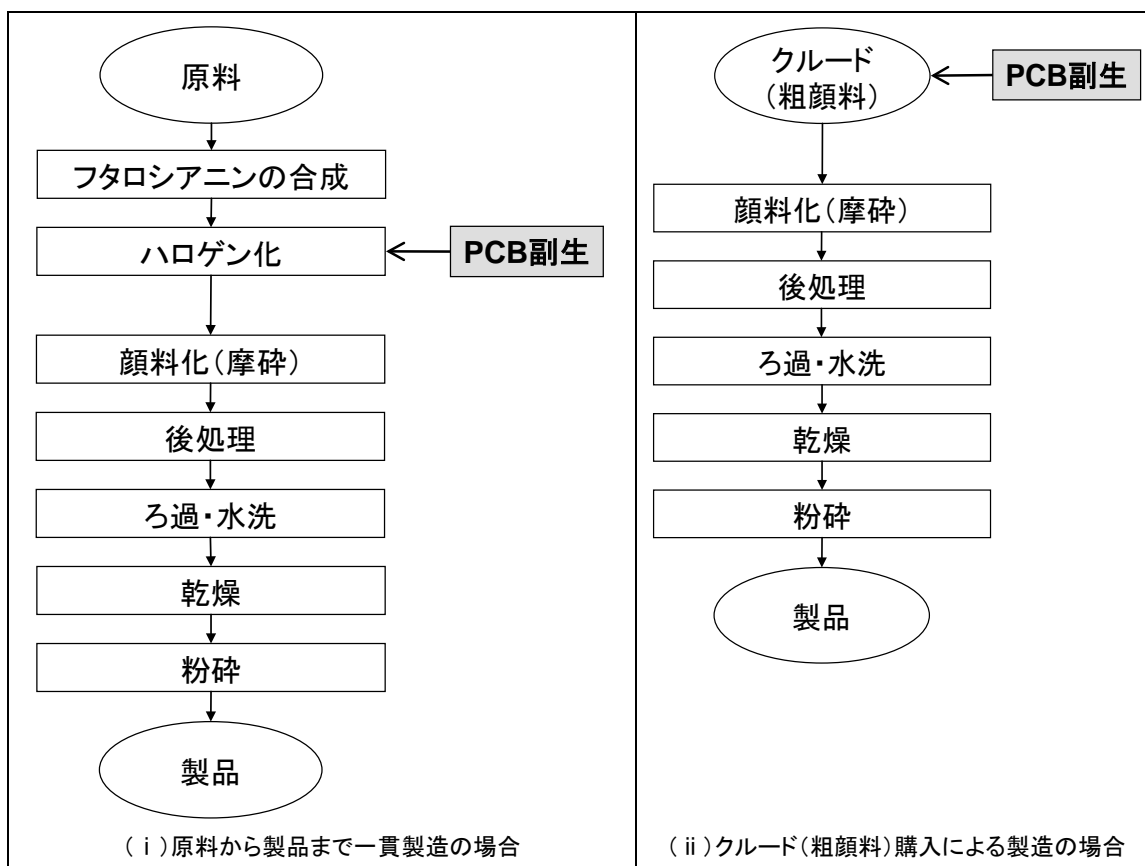 原料
フタロシアニンの合成
ハロゲン化
PCB副生
顔料化(摩砕)
後処理
ろ過・水洗
乾燥
粉砕
製品
(ⅰ)原料から製品まで一貫製造の場合
クルード
(粗顔料)
PCB副生
顔料化(摩砕)
後処理
ろ過・水洗
乾燥
粉砕
製品
(ⅱ)クルード(粗顔料)購入による製造の場合